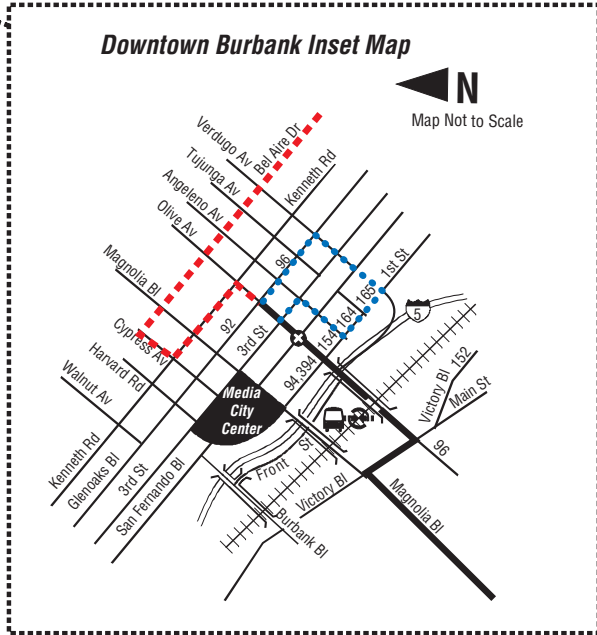 Downtown Burbank Inset Map
N
Map Not to Scale
Verdugo Av
Bel Aire Dr
Tujunga Av
Kenneth Rd
Angeleno Av
Olive Av
96
Magnolia Bl
1st St
165
164
154
5
92
3rd St
Cypress Av
Harvard Rd
94,394
Walnut Av
Media
City
Center
Victory Bl
152
Main St
Kenneth Rd
Glenoaks Bl
3rd St
San Fernando Bl
Front St
96
Victory Bl
Magnolia Bl
Burbank Bl